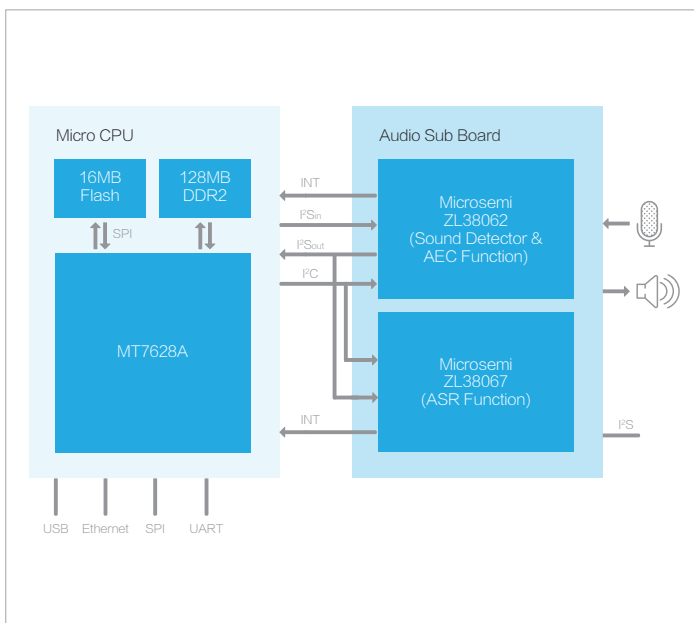 Micro CPU
16MB
Flash
128MB
DDR2
SPI
MT7628A
USB
Ethernet
SPI
UART
INT
I²Sin
I²Sout
I²C
INT
Audio Sub Board
Microsemi
ZL38062
(Sound Detector &
AEC Function)
Microsemi
ZL38067
(ASR Function)
I²S